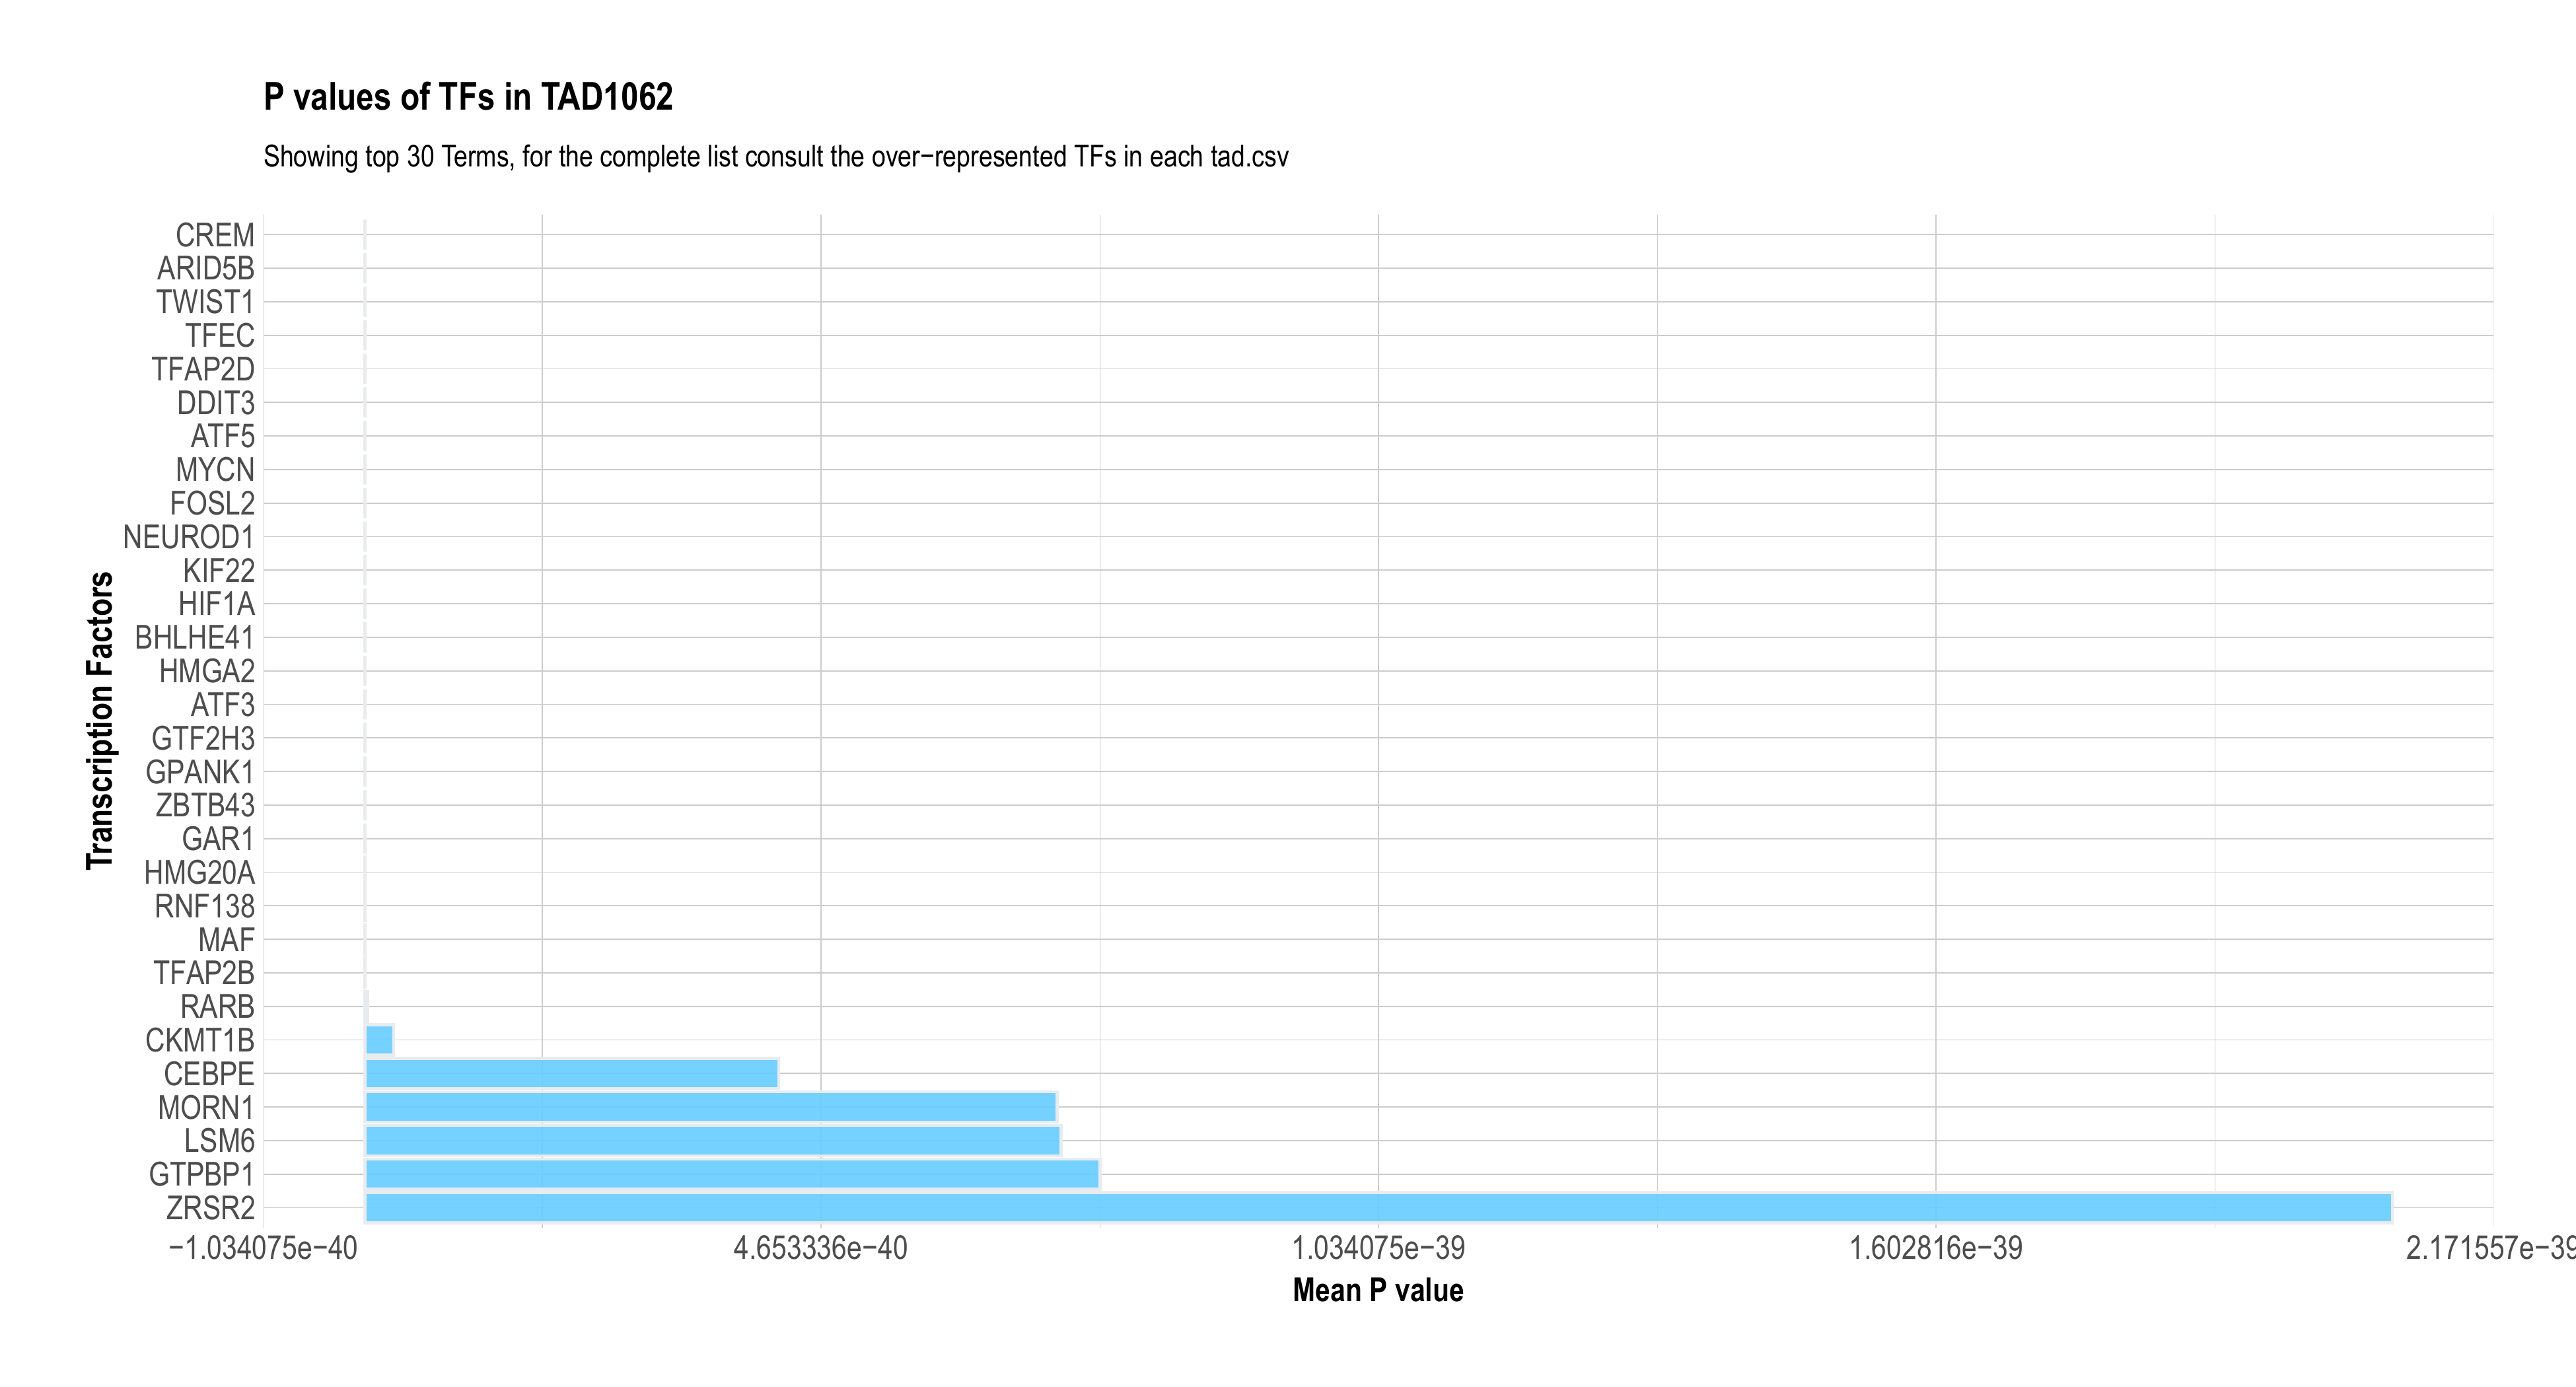 P values of TFs in TAD1062
Showing top 30 Terms, for the complete list consult the over−represented TFs in each tad.csv
Transcription Factors
CREM
ARID5B
TWIST1
TFEC
TFAP2D
DDIT3
ATF5
MYCN
FOSL2
NEUROD1
KIF22
HIF1A
BHLHE41
HMGA2
ATF3
GTF2H3
GPANK1
ZBTB43
GAR1
HMG20A
RNF138
MAF
TFAP2B
RARB
CKMT1B
CEBPE
MORN1
LSM6
GTPBP1
ZRSR2
−1.034075e−40 4.653336e−40 1.034075e−39 1.602816e−39 2.171557e−39
Mean P value